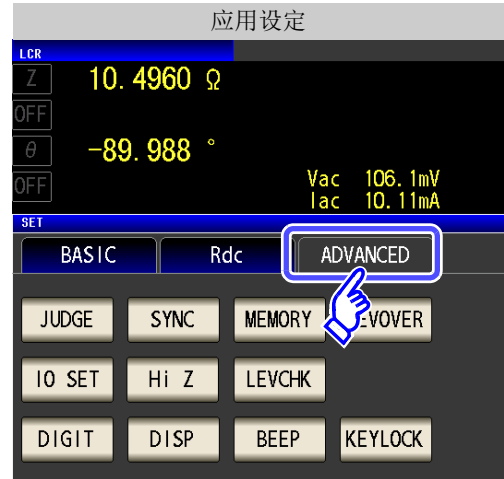 应用设定
LCR
Z 10.4960 Ω
OFF
θ -89.988 °
OFF
Vac 106.1mV
Iac 10.11mA
SET
BASIC Rdc ADVANCED
JUDGE SYNC MEMORY EVOVER
IO SET Hi Z LEVCHK
DIGIT DISP BEEP KEYLOCK